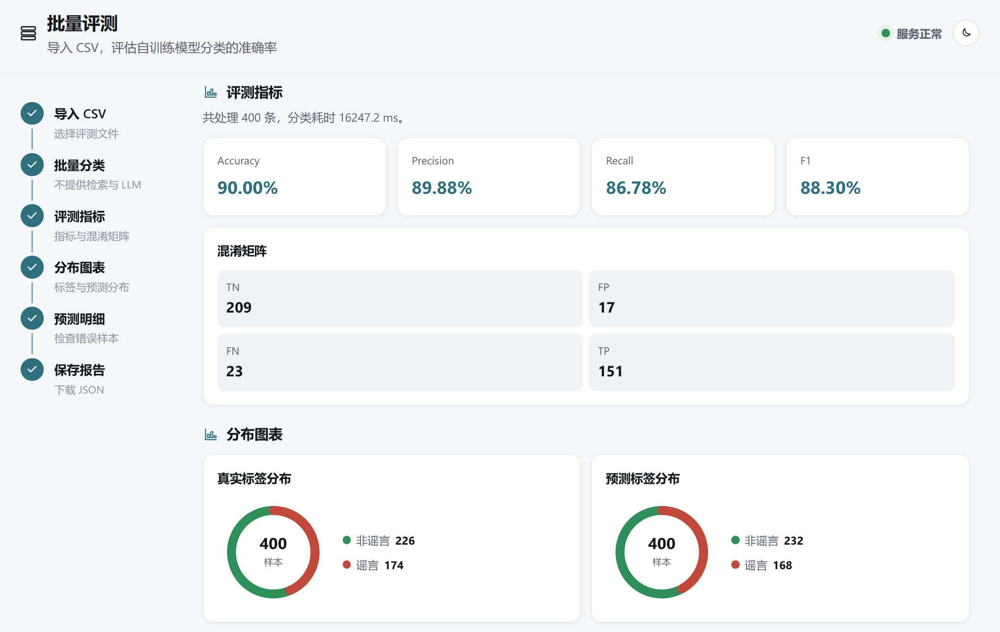 批量评测
导入 CSV，评估自训练模型分类的准确率
服务正常
导入 CSV
选择评测文件
批量分类
不提供检索与 LLM
评测指标
指标与混淆矩阵
分布图表
标签与预测分布
预测明细
检查错误样本
保存报告
下载 JSON
评测指标
共处理 400 条，分类耗时 16247.2 ms。
Accuracy
90.00%
Precision
89.88%
Recall
86.78%
F1
88.30%
混淆矩阵
TN
209
FP
17
FN
23
TP
151
分布图表
真实标签分布
400
样本
非谣言 226
谣言 174
预测标签分布
400
样本
非谣言 232
谣言 168